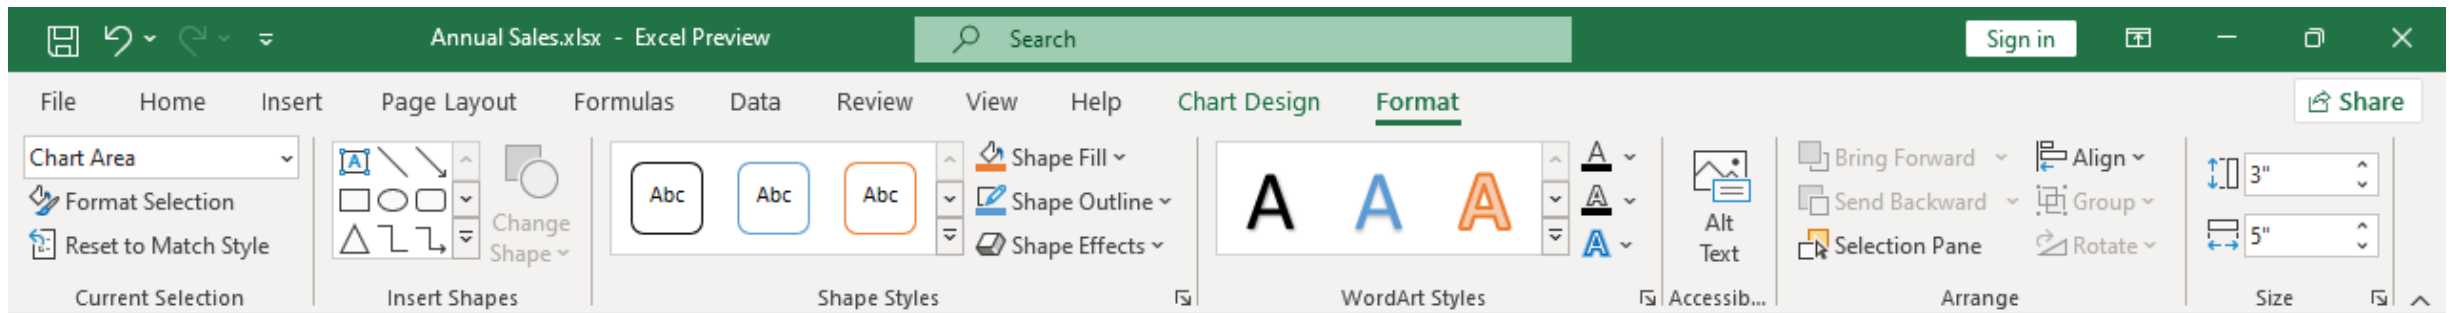 Annual Sales.xlsx - Excel Preview
Search
Sign in
File Home Insert Page Layout Formulas Data Review View Help Chart Design Format
Share
Chart Area
Format Selection
Reset to Match Style
Current Selection
A
Change
Shape
Insert Shapes
Abc Abc Abc
Shape Fill
Shape Outline
Shape Effects
Shape Styles
A A A
A
A
A
WordArt Styles
Alt
Text
Accessib...
Bring Forward
Send Backward
Selection Pane
Align
Group
Rotate
Arrange
3"
5"
Size